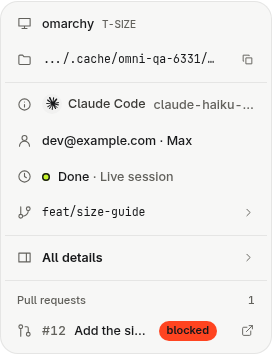 omarchy T-SIZE
.../.cache/omni-qa-6331/…
Claude Code claude-haiku-...
dev@example.com · Max
Done · Live session
feat/size-guide
All details
Pull requests 1
#12 Add the si... blocked